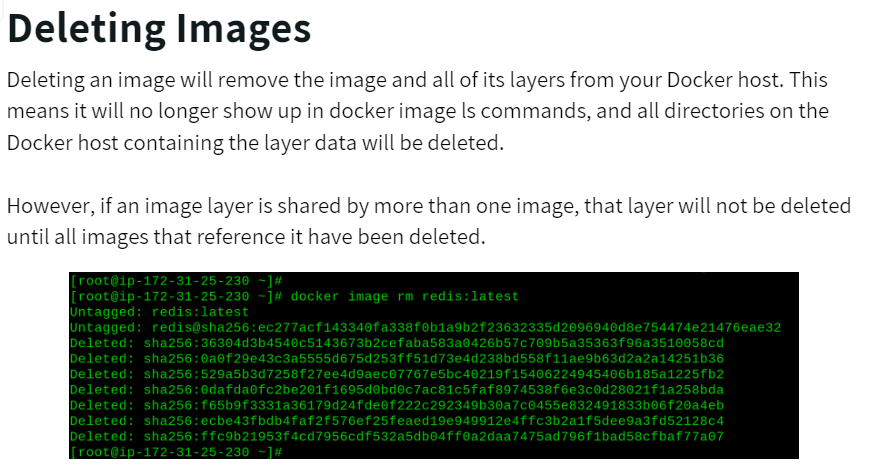 Deleting Images
Deleting an image will remove the image and all of its layers from your Docker host. This
means it will no longer show up in docker image ls commands, and all directories on the
Docker host containing the layer data will be deleted.
However, if an image layer is shared by more than one image, that layer will not be deleted
until all images that reference it have been deleted.
[root@ip-172-31-25-230 ~]#
[root@ip-172-31-25-230 ~]# docker image rm redis:latest
Untagged: redis:latest
Untagged: redis@sha256:ec277acf143340fa338f0b1a9b2f23632335d2096940d8e754474e21476eae32
Deleted: sha256:36304d3b4540c5143673b2cefaba583a0426b57c709b5a35363f96a3510058cd
Deleted: sha256:0a0f29e43c3a5555d675d253ff51d73e4d238bd558f11ae9b63d2a2a14251b36
Deleted: sha256:529a5b3d7258f27ee4d9aec07767e5bc40219f15406224945406b185a1225fb2
Deleted: sha256:0dafda0fc2be201f1695d0bd0c7ac81c5faf8974538f6e3c0d28021f1a258bda
Deleted: sha256:f65b9f3331a36179d24fde0f222c292349b30a7c0455e832491833b06f20a4eb
Deleted: sha256:ecbe43fbdb4faf2f576ef25feaed19e949912e4ffc3b2a1f5dee9a3fd52128c4
Deleted: sha256:ffc9b21953f4cd7956cdf532a5db04ff0a2daa7475ad796f1bad58cfbaf77a07
[root@ip-172-31-25-230 ~]#